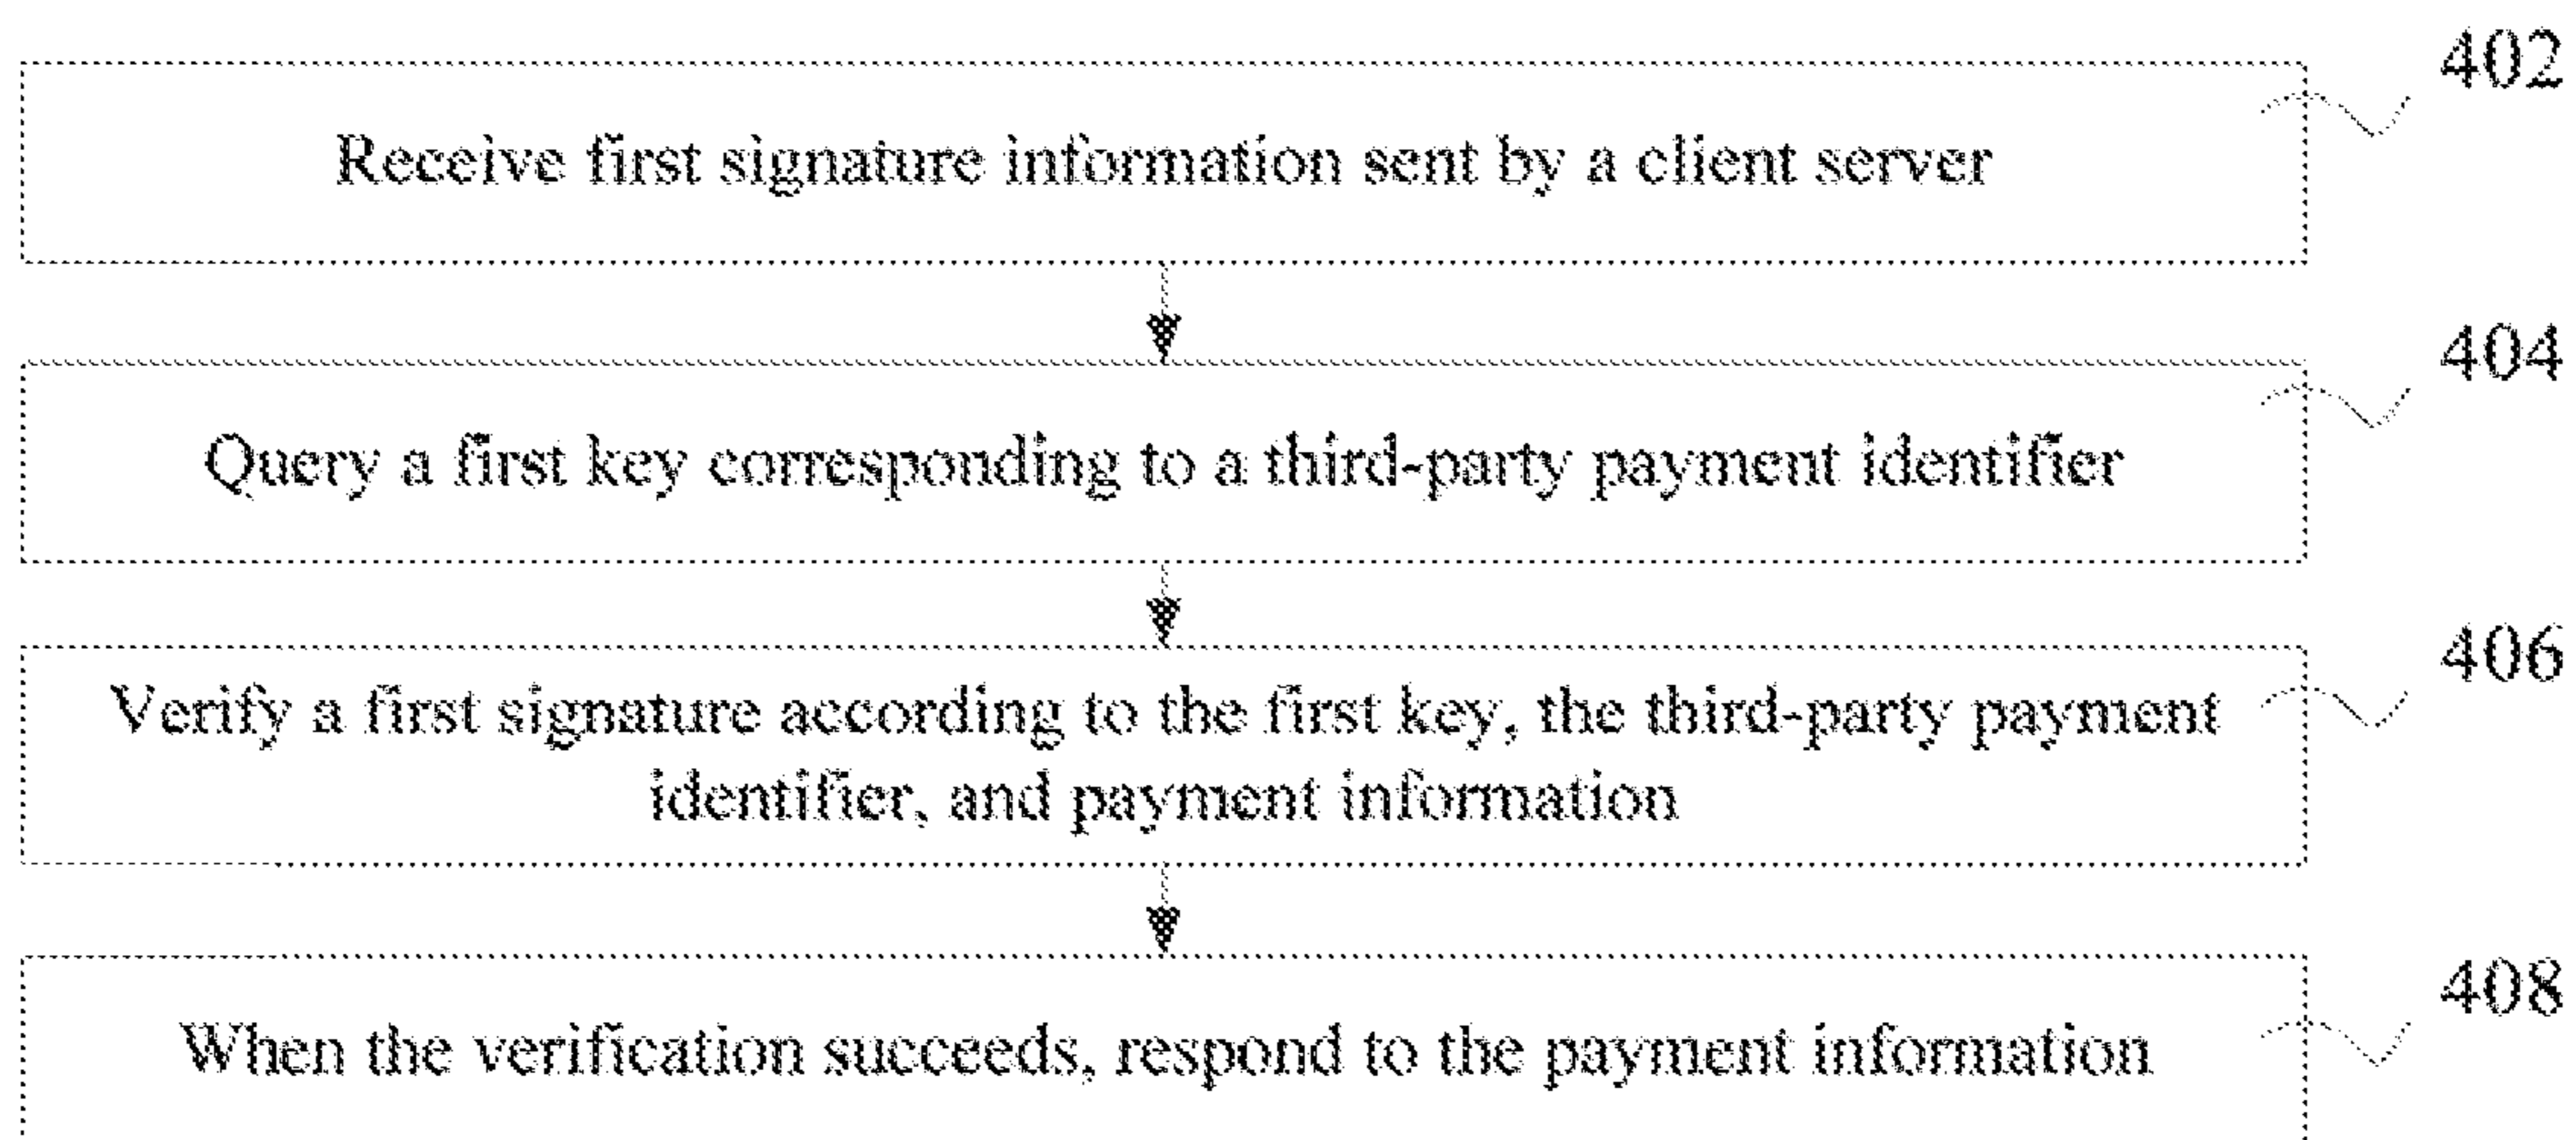 402
Receive first signature information sent by a client server
404
Query a first key corresponding to a third-party payment identifier
406
Verify a first signature according to the first key, the third-party payment
identifier, and payment information
408
When the verification succeeds, respond to the payment information